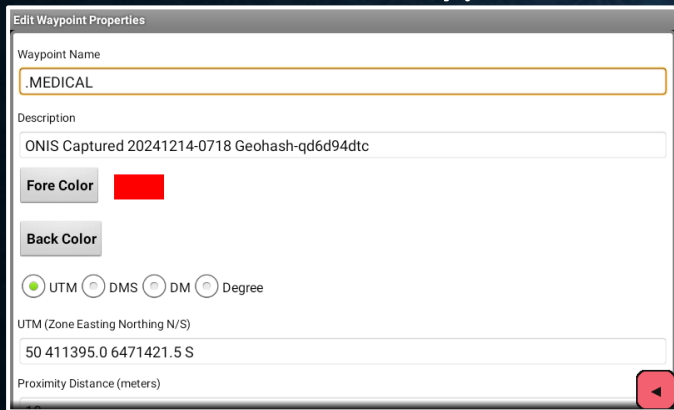 Edit Waypoint Properties
Waypoint Name
.MEDICAL
Description
ONIS Captured 20241214-0718 Geohash-qd6d94dtc
Fore Color
Back Color
UTM DMS DM Degree
UTM (Zone Easting Northing N/S)
50 411395.0 6471421.5 S
Proximity Distance (meters)